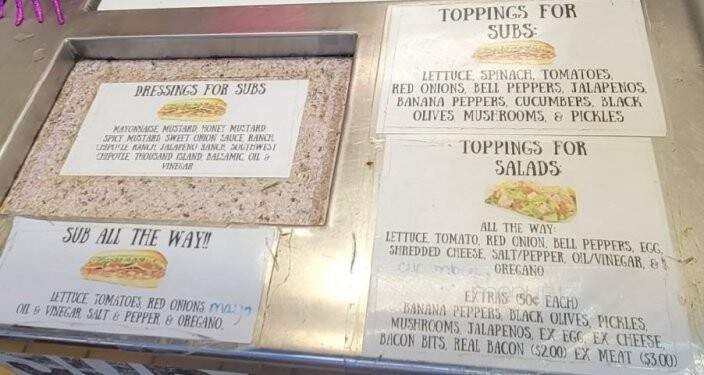 DRESSINGS FOR SUBS
MAYONNAISE, MUSTARD, HONEY MUSTARD,
SPICY MUSTARD, SWEET ONION SAUCE, RANCH,
CHIPOTLE RANCH, JALAPENO RANCH, SOUTHWEST
CHIPOTLE, THOUSAND ISLAND, BALSAMIC, OIL &
VINEGAR
SUB ALL THE WAY!!
LETTUCE, TOMATOES, RED ONIONS, mayo
OIL & VINEGAR, SALT & PEPPER, & OREGANO.
TOPPINGS FOR
SUBS:
LETTUCE, SPINACH, TOMATOES,
RED ONIONS, BELL PEPPERS, JALAPENOS,
BANANA PEPPERS, CUCUMBERS, BLACK
OLIVES, MUSHROOMS, & PICKLES
TOPPINGS FOR
SALADS:
ALL THE WAY:
LETTUCE, TOMATO, RED ONION, BELL PEPPERS, EGG,
SHREDDED CHEESE, SALT/PEPPER, OIL/VINEGAR, &
OREGANO
EXTRAS (50¢ EACH)
BANANA PEPPERS, BLACK OLIVES, PICKLES,
MUSHROOMS, JALAPENOS, EX EGG, EX CHEESE,
BACON BITS, REAL BACON ($2.00) EX MEAT ($3.00)